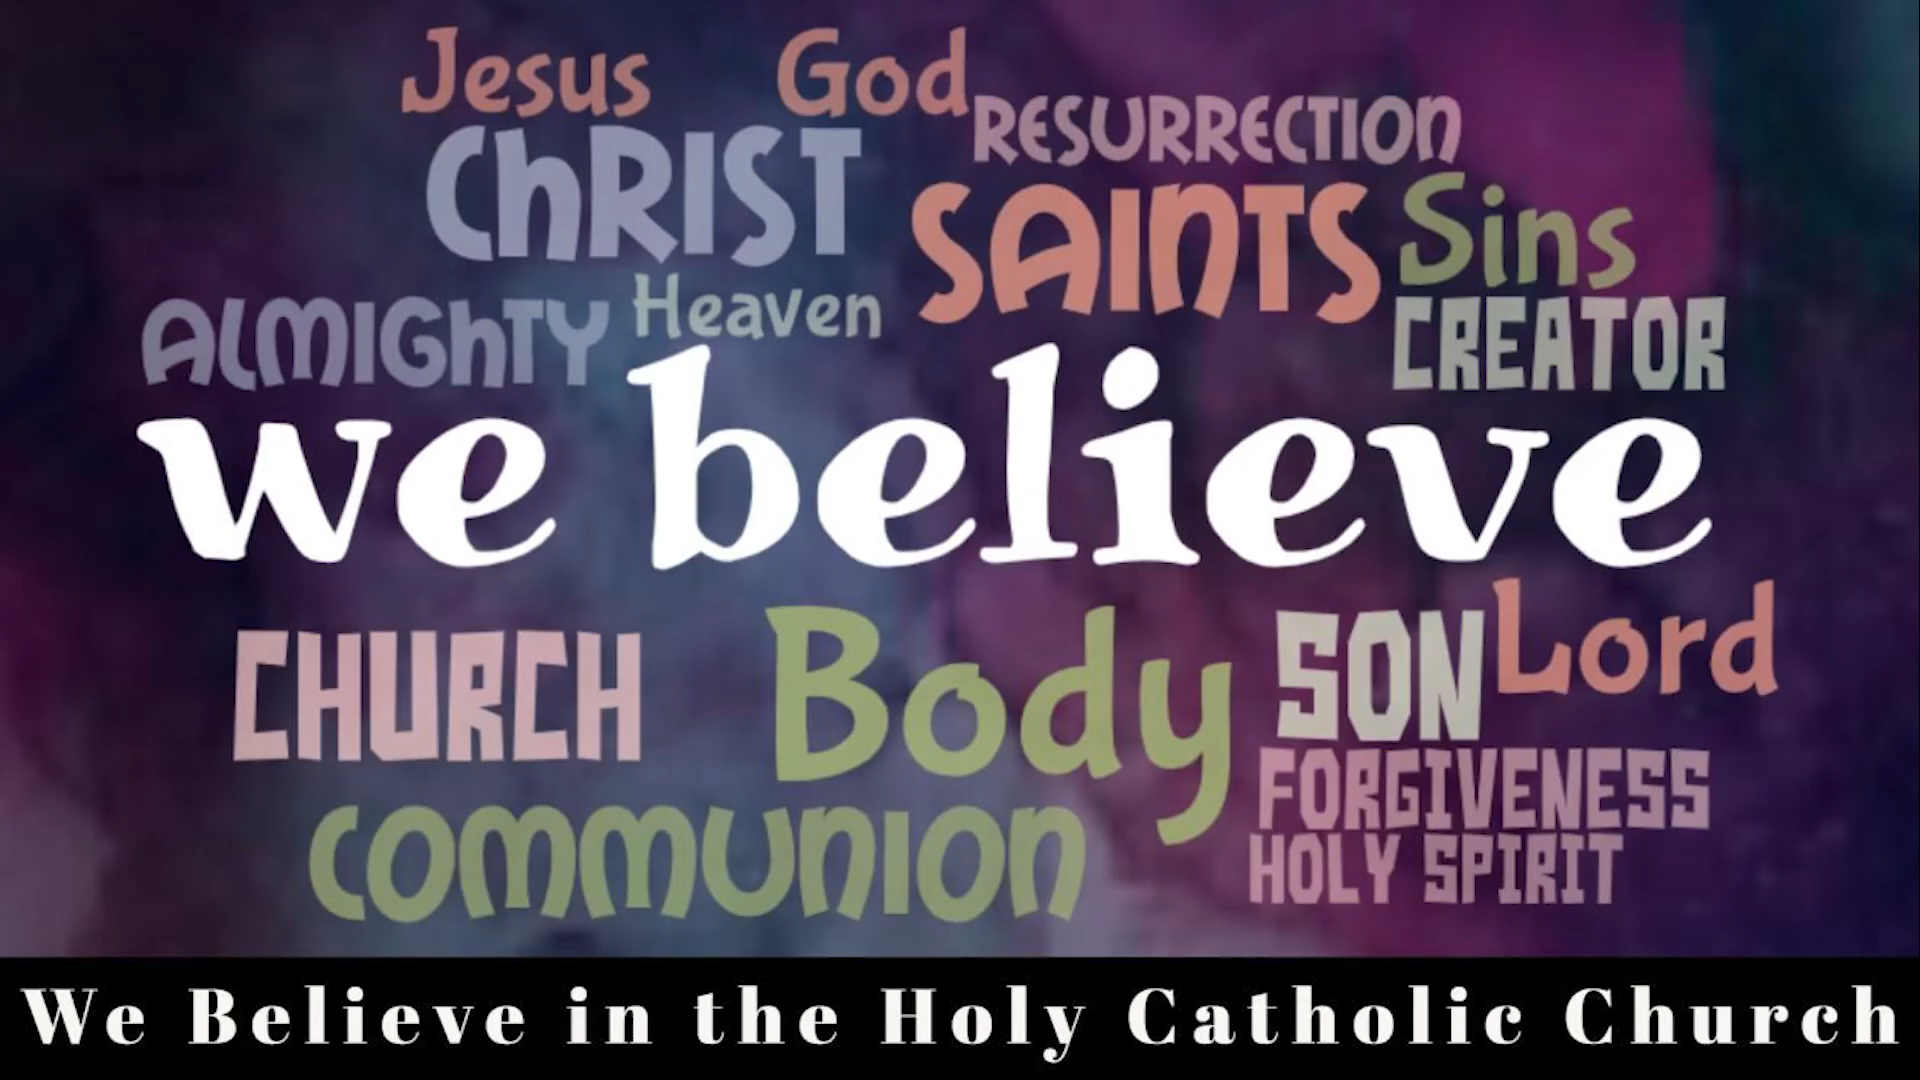 Jesus God
RESURRECTION
ChRIST
SAINTS Sins
ALMIGhTY Heaven
CREATOR
we believe
CHURCH Body SON Lord
FORGIVENESS
COMMUNION
HOLY SPIRIT
We Believe in the Holy Catholic Church